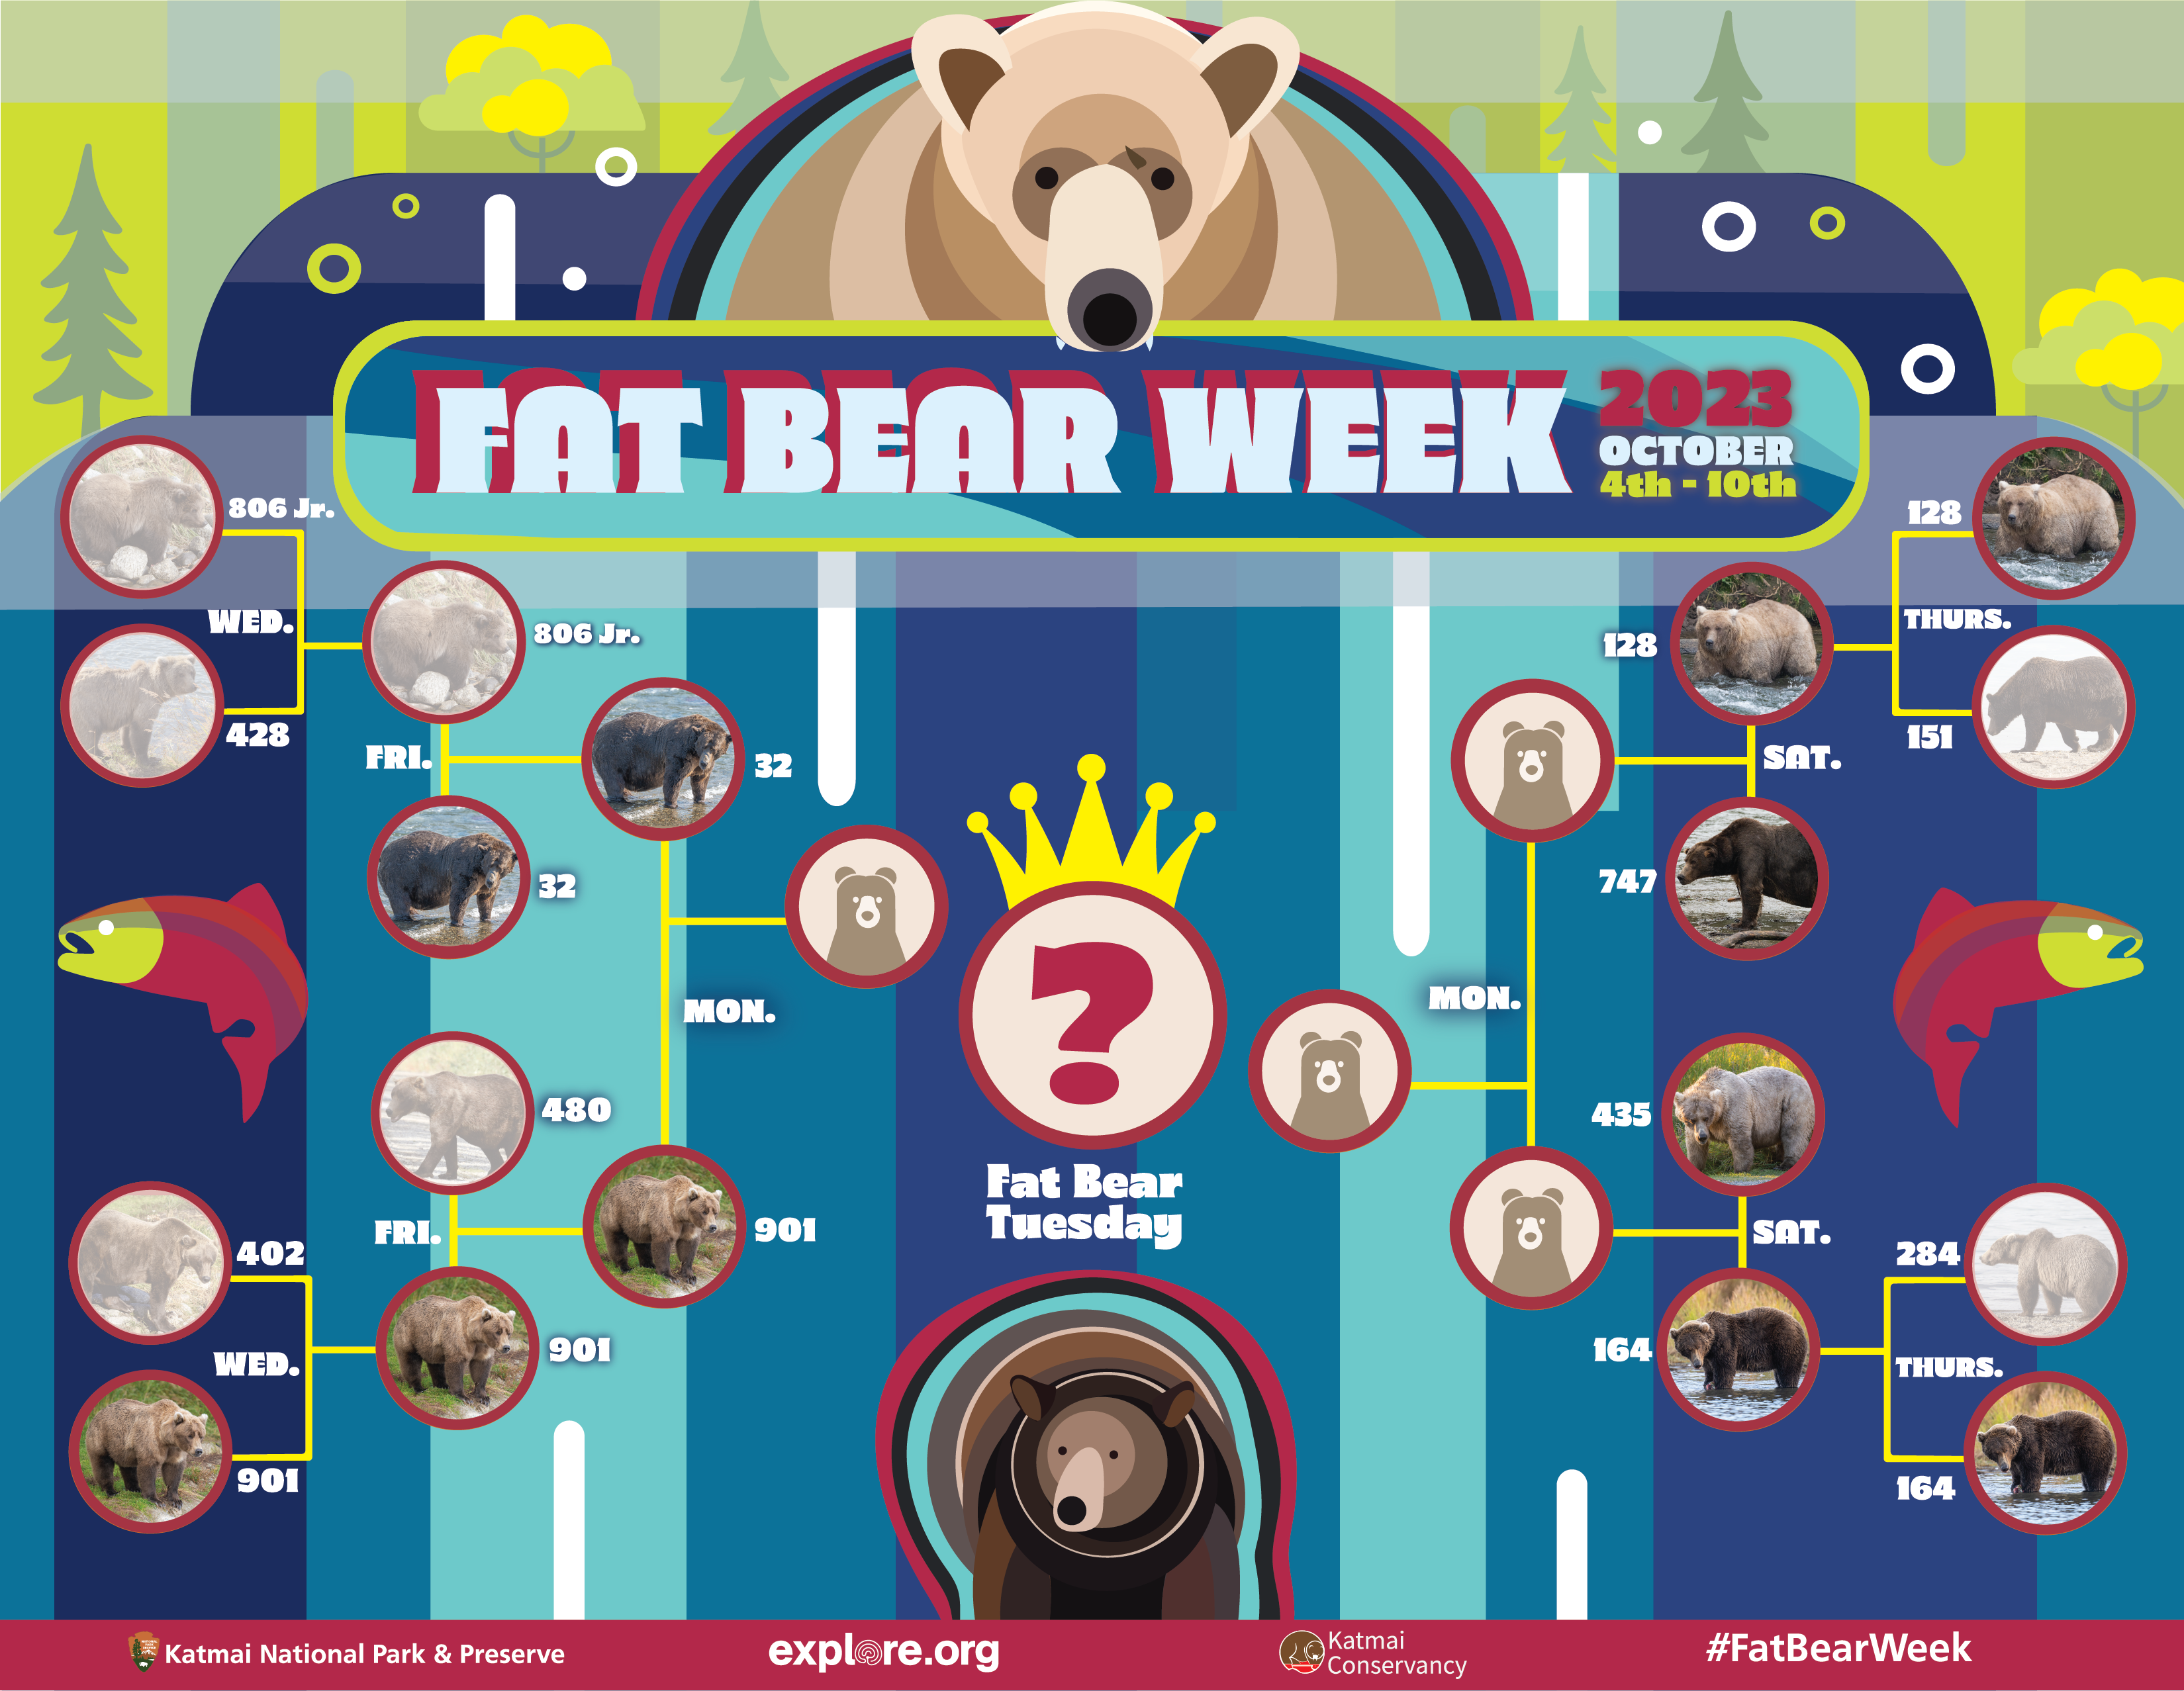 FAT BEAR WEEK
2023
OCTOBER
4th - 10th
806 Jr.
WED.
428
806 Jr.
FRI.
32
32
480
FRI.
901
402
WED.
901
901
MON.
?
Fat Bear
Tuesday
MON.
128
THURS.
151
128
SAT.
747
435
SAT.
164
284
THURS.
164
Katmai National Park & Preserve
explore.org
Katmai
Conservancy
#FatBearWeek